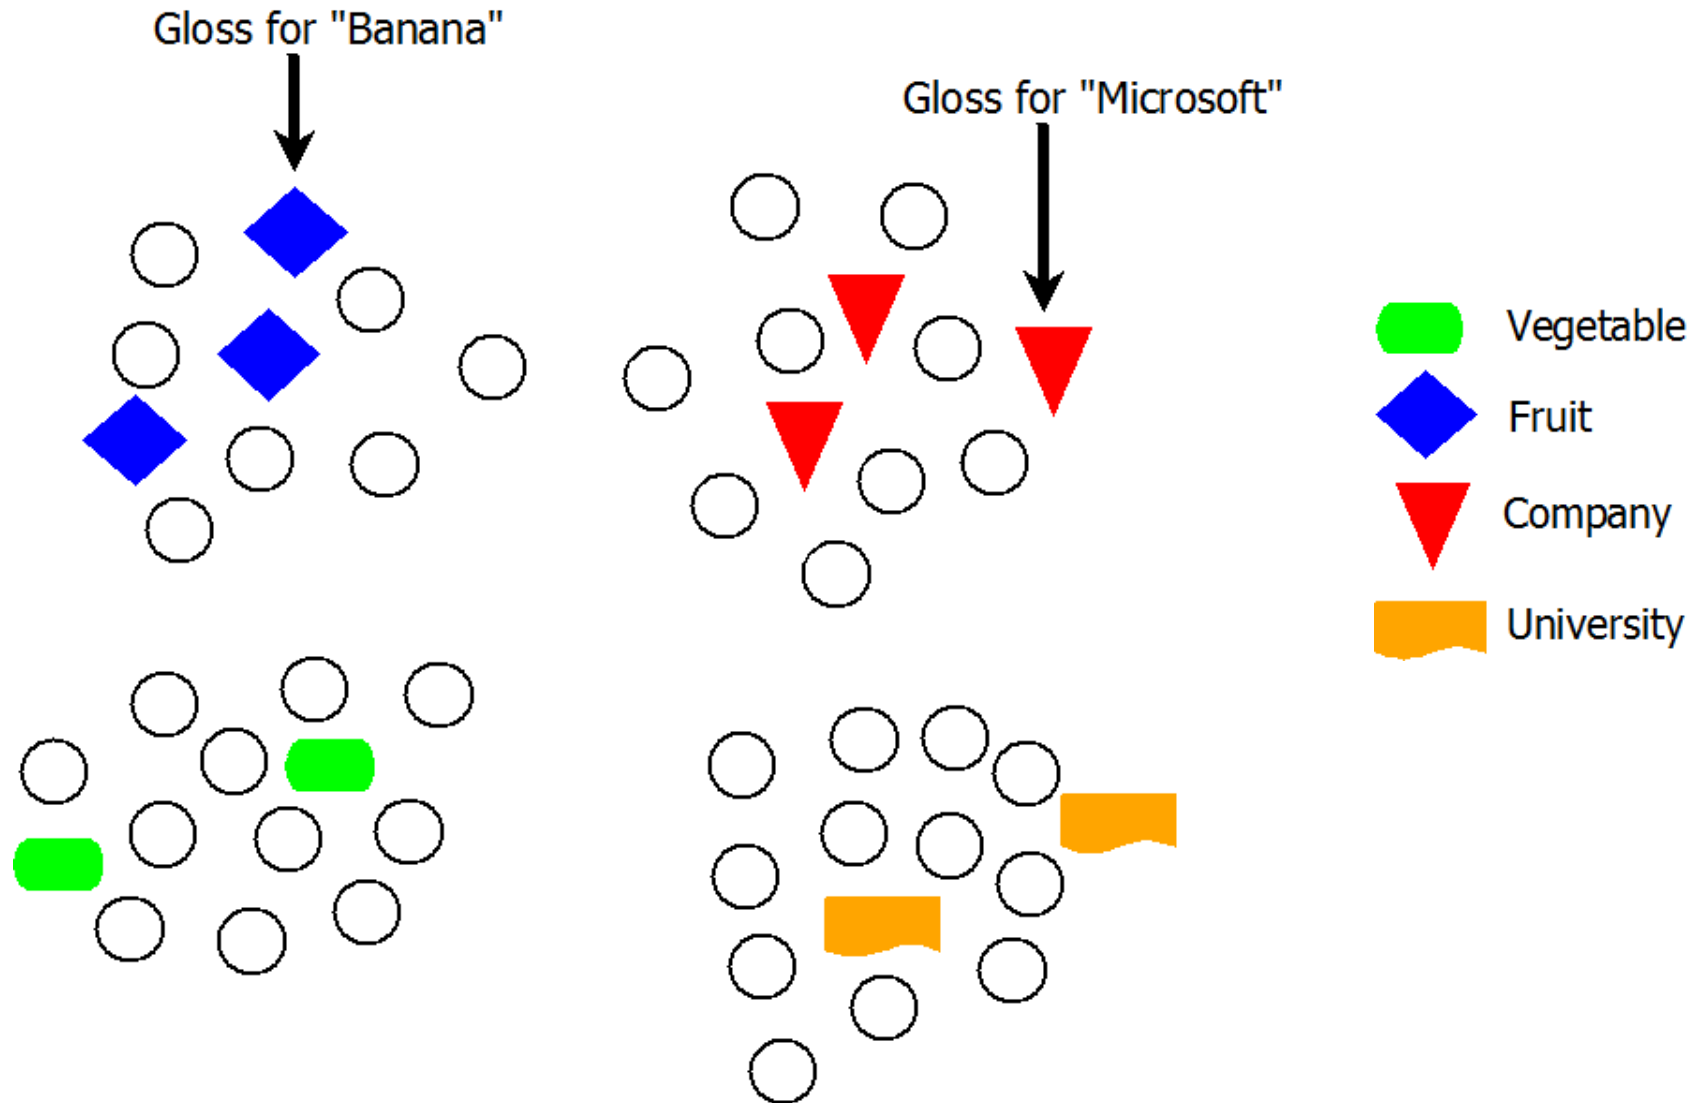 Gloss for "Banana"
Gloss for "Microsoft"
Vegetable
Fruit
Company
University